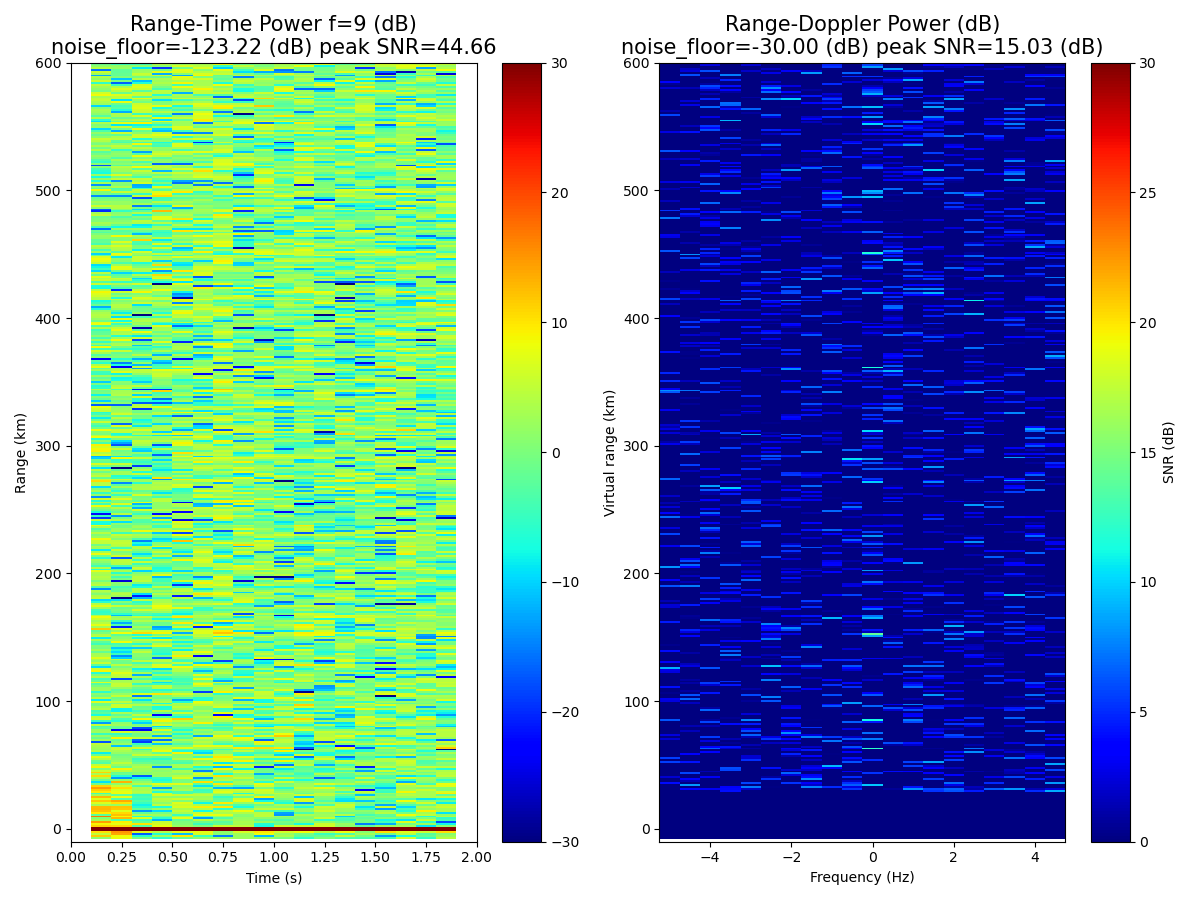 Range-Time Power f=9 (dB)
noise_floor=-123.22 (dB) peak SNR=44.66
600
500
400
300
200
100
0
Range (km)
0.00 0.25 0.50 0.75 1.00 1.25 1.50 1.75 2.00
Time (s)
30
20
10
0
−10
−20
−30
Range-Doppler Power (dB)
noise_floor=-30.00 (dB) peak SNR=15.03 (dB)
600
500
400
300
200
100
0
Virtual range (km)
−4 −2 0 2 4
Frequency (Hz)
30
25
20
15
10
5
0
SNR (dB)